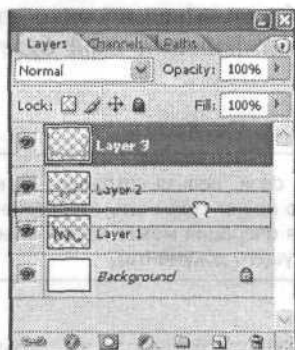 Layers Channels Paths
Normal Opacity: 100%
Lock: Fill: 100%
Layer 3
Layer 2
Layer 1
Background